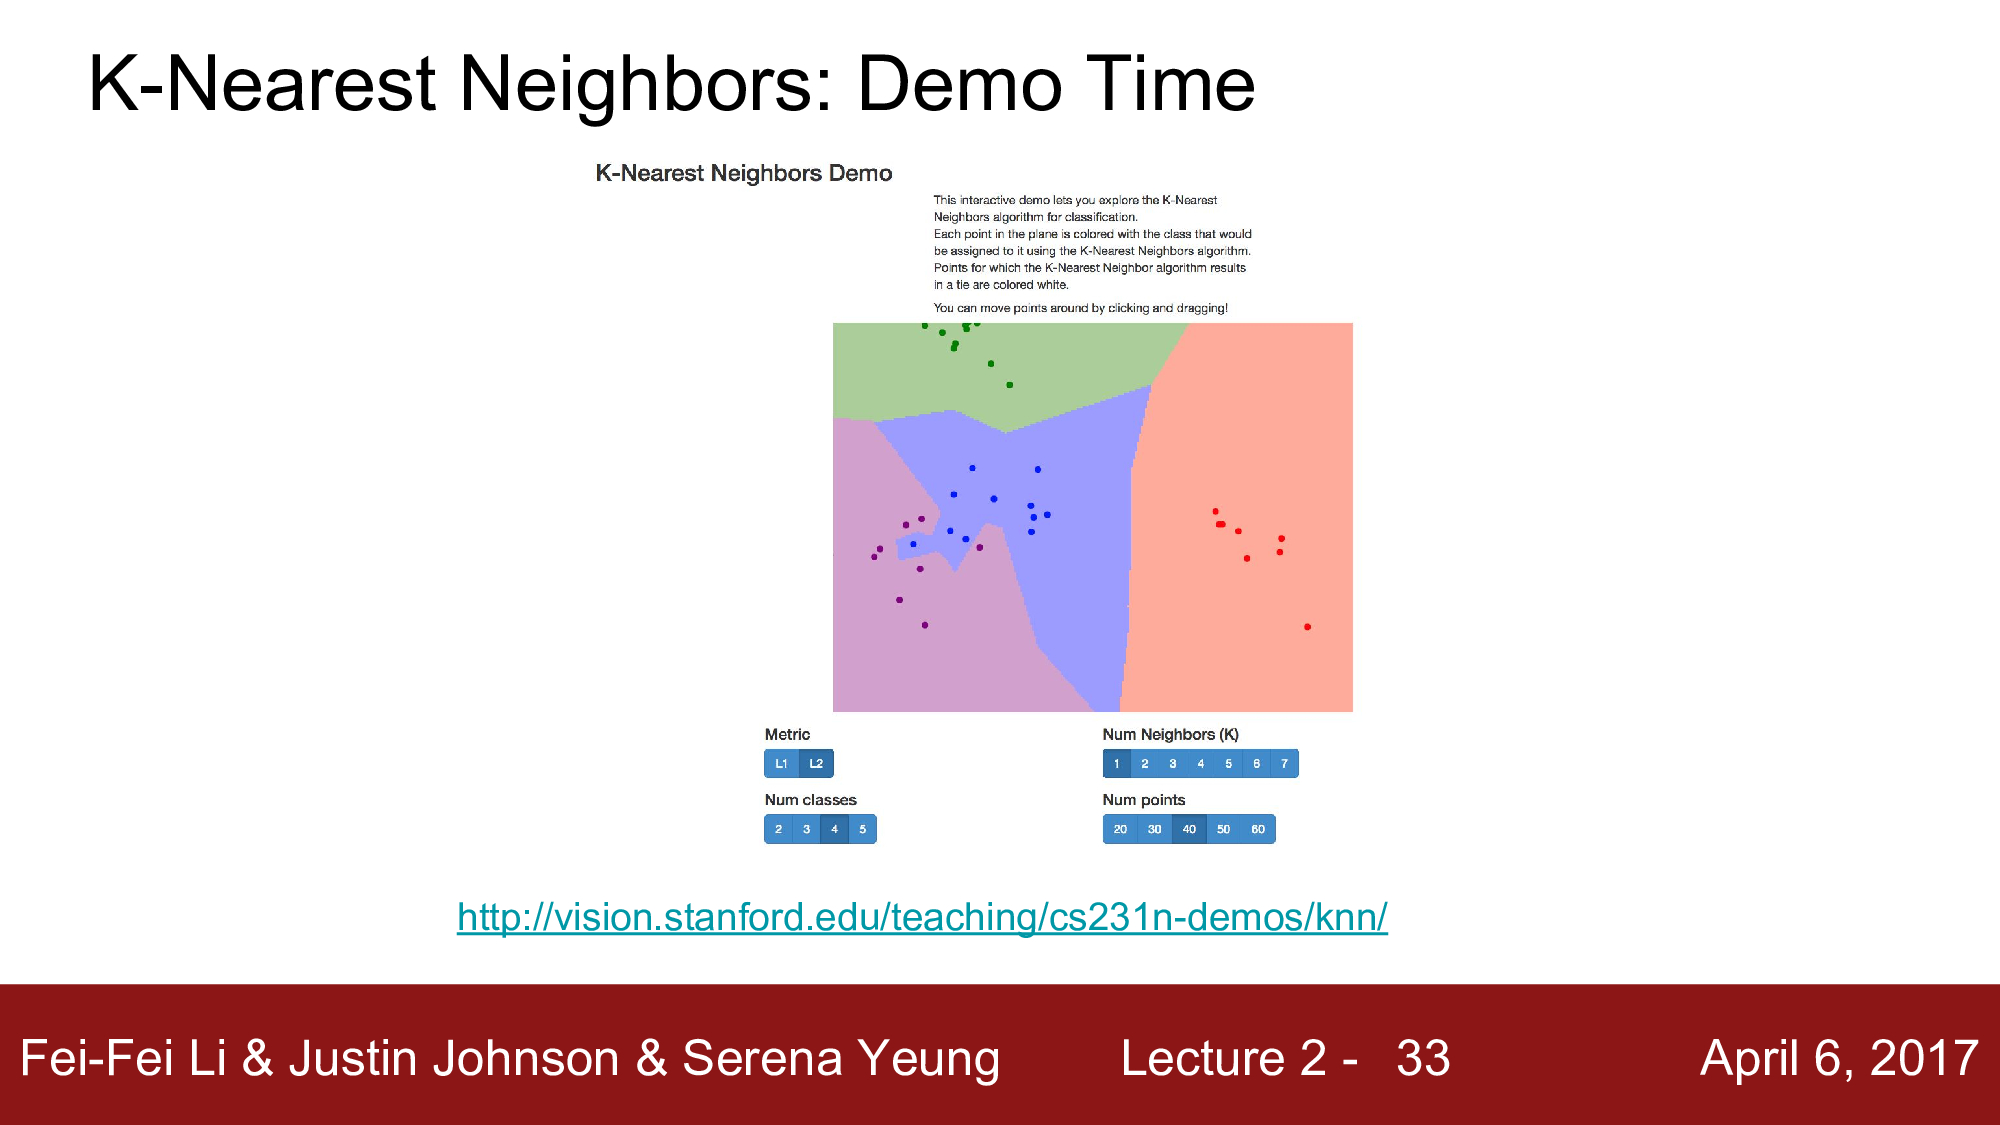 K-Nearest Neighbors: Demo Time
K-Nearest Neighbors Demo
This interactive demo lets you explore the K-Nearest
Neighbors algorithm for classification.
Each point in the plane is colored with the class that would
be assigned to it using the K-Nearest Neighbors algorithm.
Points for which the K-Nearest Neighbor algorithm results
in a tie are colored white.
You can move points around by clicking and dragging!
Metric
L1 L2
Num Neighbors (K)
1 2 3 4 5 6 7
Num classes
2 3 4 5
Num points
20 30 40 50 60
http://vision.stanford.edu/teaching/cs231n-demos/knn/
Fei-Fei Li & Justin Johnson & Serena Yeung Lecture 2 - 33 April 6, 2017